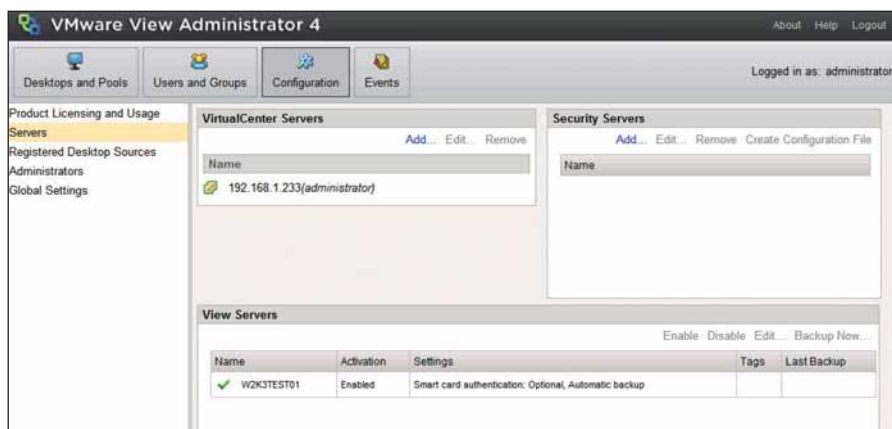 VMware View Administrator 4
About Help Logout
Desktops and Pools
Users and Groups
Configuration
Events
Logged in as: administrator
Product Licensing and Usage
Servers
Registered Desktop Sources
Administrators
Global Settings
VirtualCenter Servers
Add... Edit... Remove
Name
192.168.1.233(administrator)
Security Servers
Add... Edit... Remove Create Configuration File
Name
View Servers
Enable Disable Edit... Backup Now...
Name Activation Settings Tags Last Backup
W2K3TEST01 Enabled Smart card authentication: Optional, Automatic backup